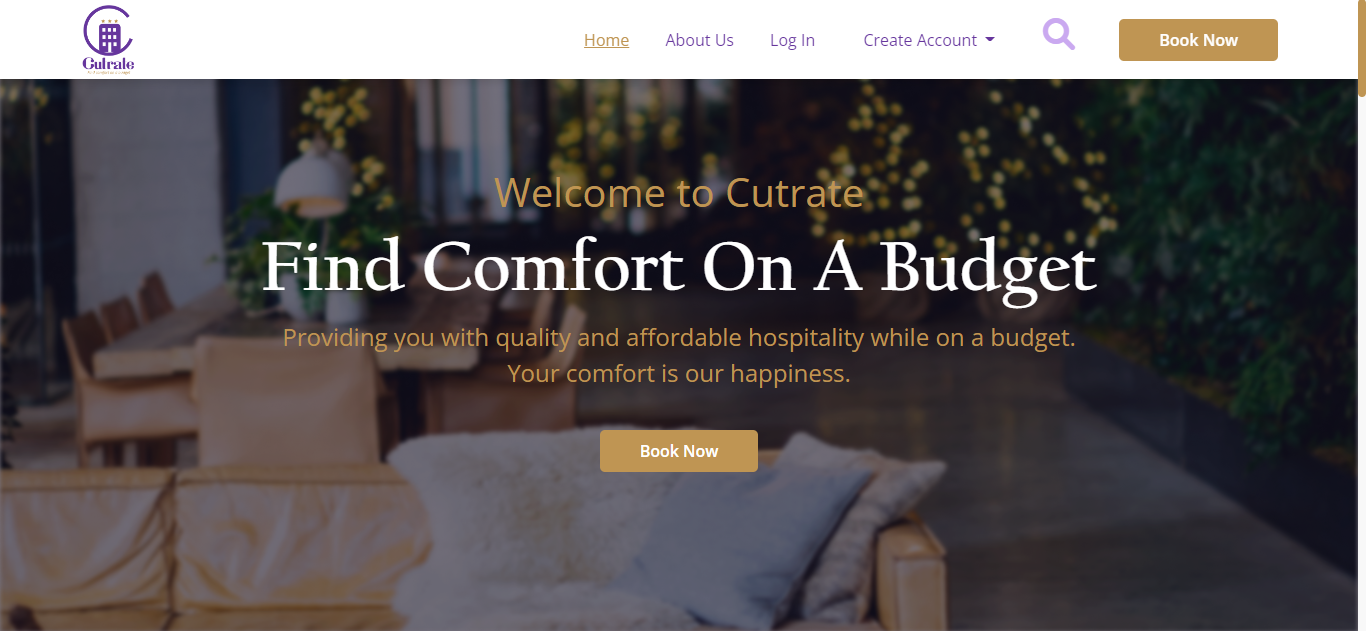 Cutrate
Home
About Us
Log In
Create Account
Book Now
Welcome to Cutrate
Find Comfort On A Budget
Providing you with quality and affordable hospitality while on a budget.
Your comfort is our happiness.
Book Now